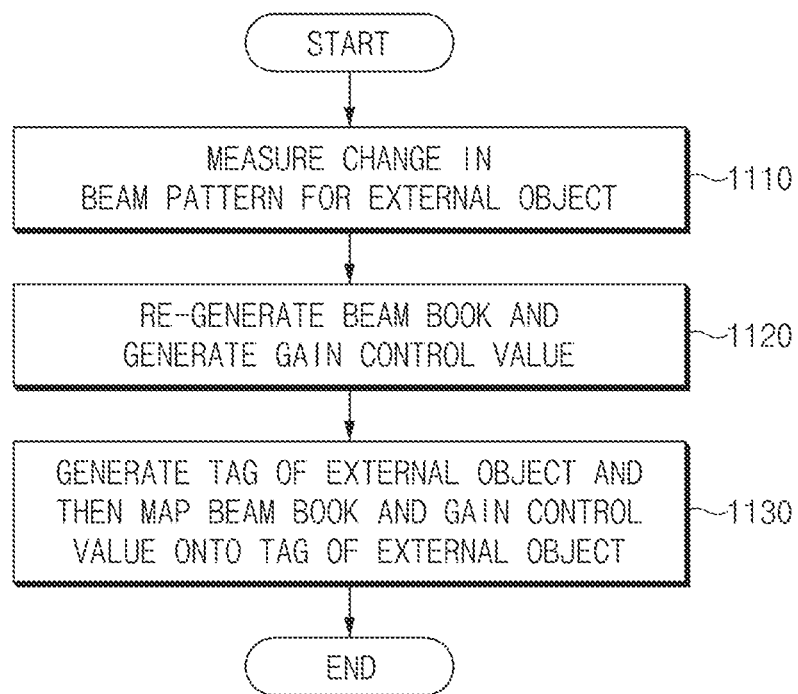 START
MEASURE CHANGE IN
BEAM PATTERN FOR EXTERNAL OBJECT
1110
RE-GENERATE BEAM BOOK AND
GENERATE GAIN CONTROL VALUE
1120
GENERATE TAG OF EXTERNAL OBJECT AND
THEN MAP BEAM BOOK AND GAIN CONTROL
VALUE ONTO TAG OF EXTERNAL OBJECT
1130
END